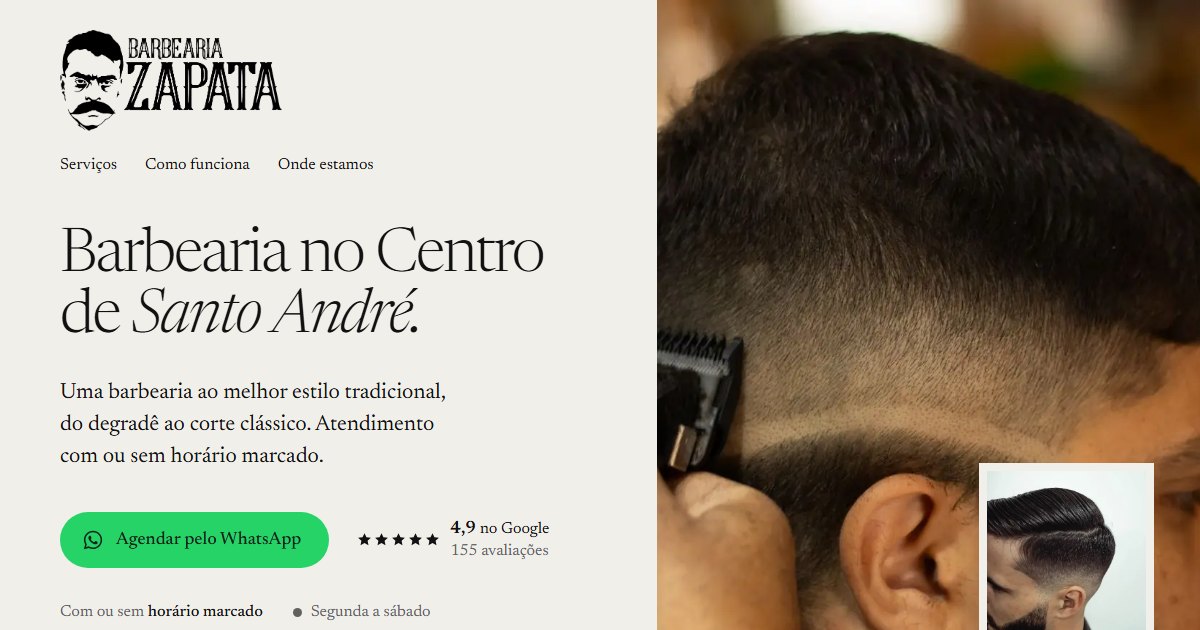 BARBEARIA
ZAPATA
Serviços Como funciona Onde estamos
Barbearia no Centro
de Santo André.
Uma barbearia ao melhor estilo tradicional,
do degradê ao corte clássico. Atendimento
com ou sem horário marcado.
Agendar pelo WhatsApp
4,9 no Google
155 avaliações
Com ou sem horário marcado
Segunda a sábado